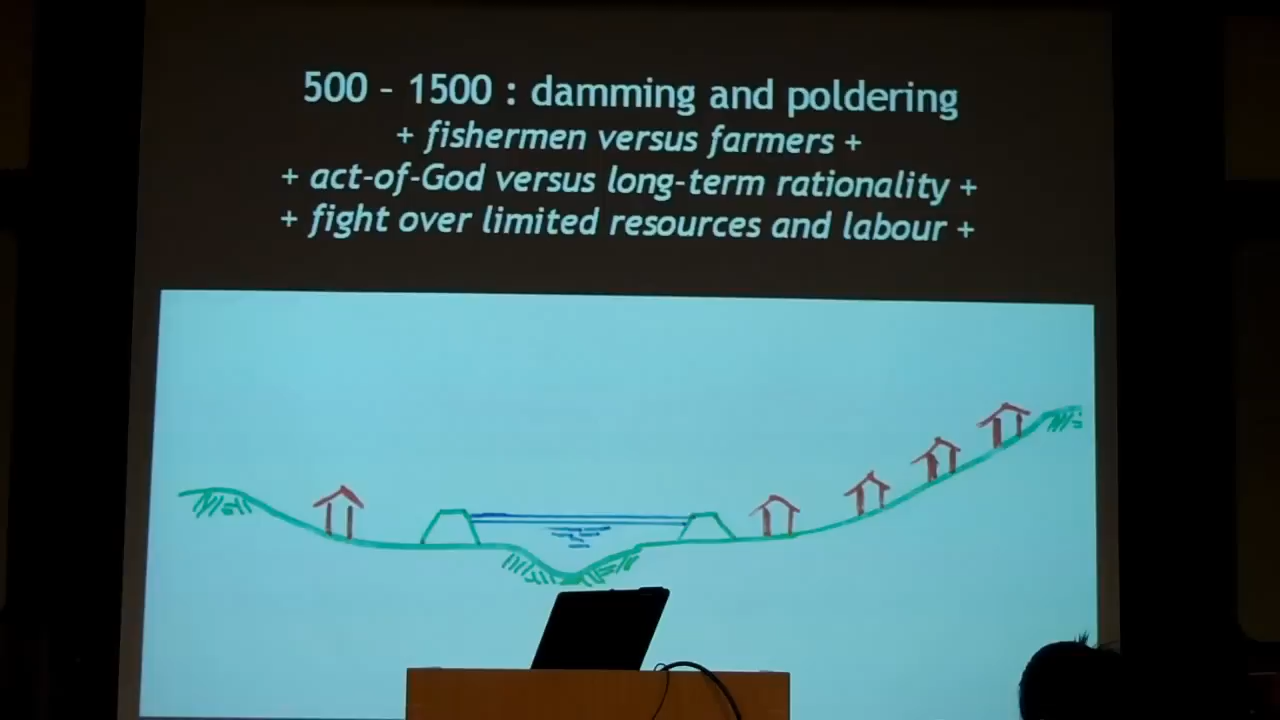 500 – 1500 : damming and poldering
+ fishermen versus farmers +
+ act-of-God versus long-term rationality +
+ fight over limited resources and labour +